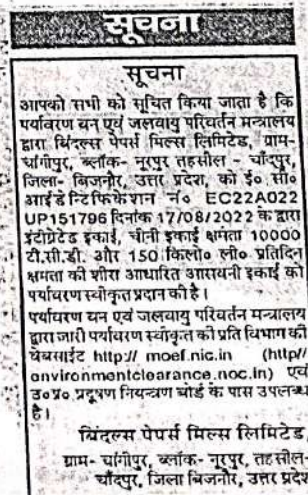 सूचना
सूचना
आपको सभी को सूचित किया जाता है कि
पर्यावरण वन एवं जलवायु परिवर्तन मन्त्रालय
द्वारा बिंदल्स पेपर्स मिल्स लिमिटेड, ग्राम-
चांगीपुर, ब्लॉक- नूरपुर तहसील - चाँदपुर,
जिला- बिजनौर, उत्तर प्रदेश, को ई० सी०
आईडेन्टिफिकेशन नं० EC22A022
UP151796 दिनांक 17/08/2022 के द्वारा
इंटीग्रेटेड इकाई, चीनी इकाई क्षमता 10000
टी.सी.डी. और 150 किलो० ली० प्रतिदिन
क्षमता की शीरा आधारित आसवनी इकाई को
पर्यावरण स्वीकृत प्रदान की है।
पर्यावरण वन एवं जलवायु परिवर्तन मन्त्रालय
द्वारा जारी पर्यावरण स्वीकृत की प्रति विभाग की
वेबसाईट http:// moef.nic.in (http//
environmentclearance.noc.in) एवं
उ०प्र० प्रदूषण नियन्त्रण बोर्ड के पास उपलब्ध
है।
बिंदल्स पेपर्स मिल्स लिमिटेड
ग्राम- चांगीपुर, ब्लॉक- नूरपुर, तहसील-
चाँदपुर, जिला बिजनौर, उत्तर प्रदेश